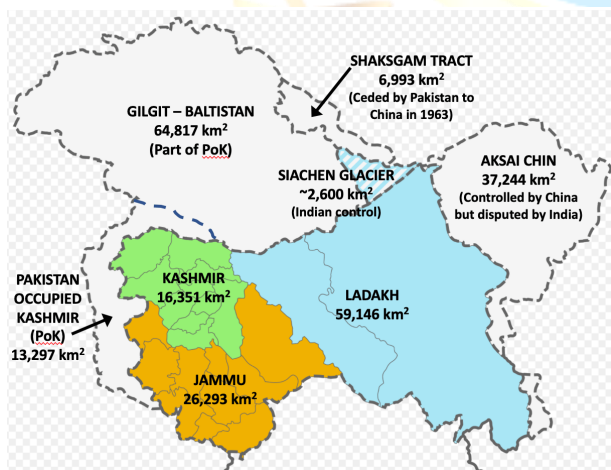 SHAKSGAM TRACT
6,993 km²
(Ceded by Pakistan to
China in 1963)
GILGIT – BALTISTAN
64,817 km²
(Part of PoK)
AKSAI CHIN
37,244 km²
(Controlled by China
but disputed by India)
SIACHEN GLACIER
~2,600 km²
(Indian control)
KASHMIR
16,351 km²
PAKISTAN
OCCUPIED
KASHMIR
(PoK)
13,297 km²
LADAKH
59,146 km²
JAMMU
26,293 km²